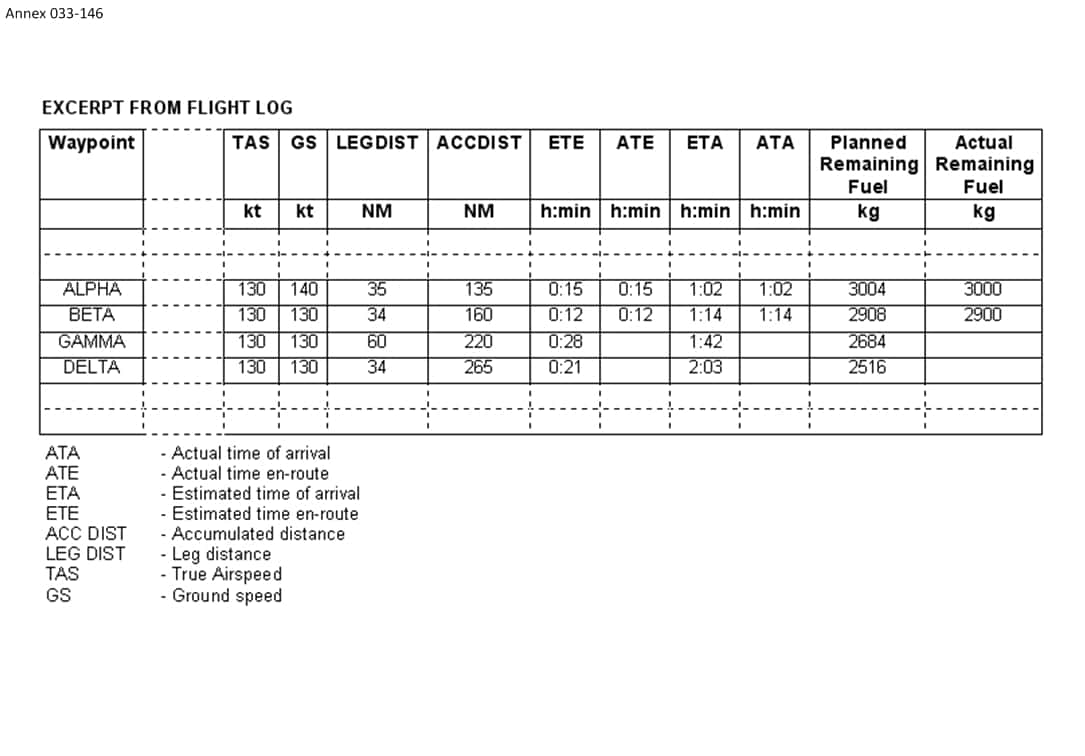 Annex 033-146
EXCERPT FROM FLIGHT LOG
Waypoint TAS GS LEGDIST ACCDIST ETE ATE ETA ATA Planned Remaining Fuel Actual Remaining Fuel
kt kt NM NM h:min h:min h:min h:min kg kg
ALPHA 130 140 35 135 0:15 0:15 1:02 1:02 3004 3000
BETA 130 130 34 160 0:12 0:12 1:14 1:14 2908 2900
GAMMA 130 130 60 220 0:28 1:42 2684
DELTA 130 130 34 265 0:21 2:03 2516
ATA - Actual time of arrival
ATE - Actual time en-route
ETA - Estimated time of arrival
ETE - Estimated time en-route
ACC DIST - Accumulated distance
LEG DIST - Leg distance
TAS - True Airspeed
GS - Ground speed